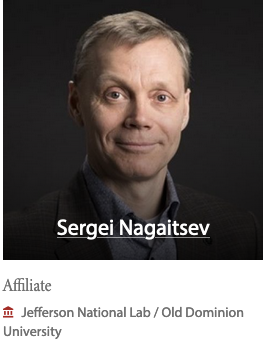 Sergei Nagaitsev
Affiliate
Jefferson National Lab / Old Dominion
University